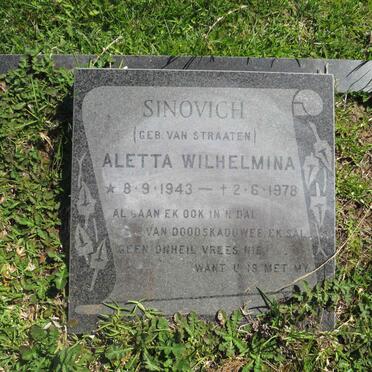 SINOVICH
(GEB. VAN STRAATEN)
ALETTA WILHELMINA
★ 8-9-1943 — ✝ 2-6-1978
AL GAAN EK OOK IN 'N DAL
VAN DOODSKADUWEE, EK SAL
GEEN ONHEIL VREES NIE
WANT U IS MET MY